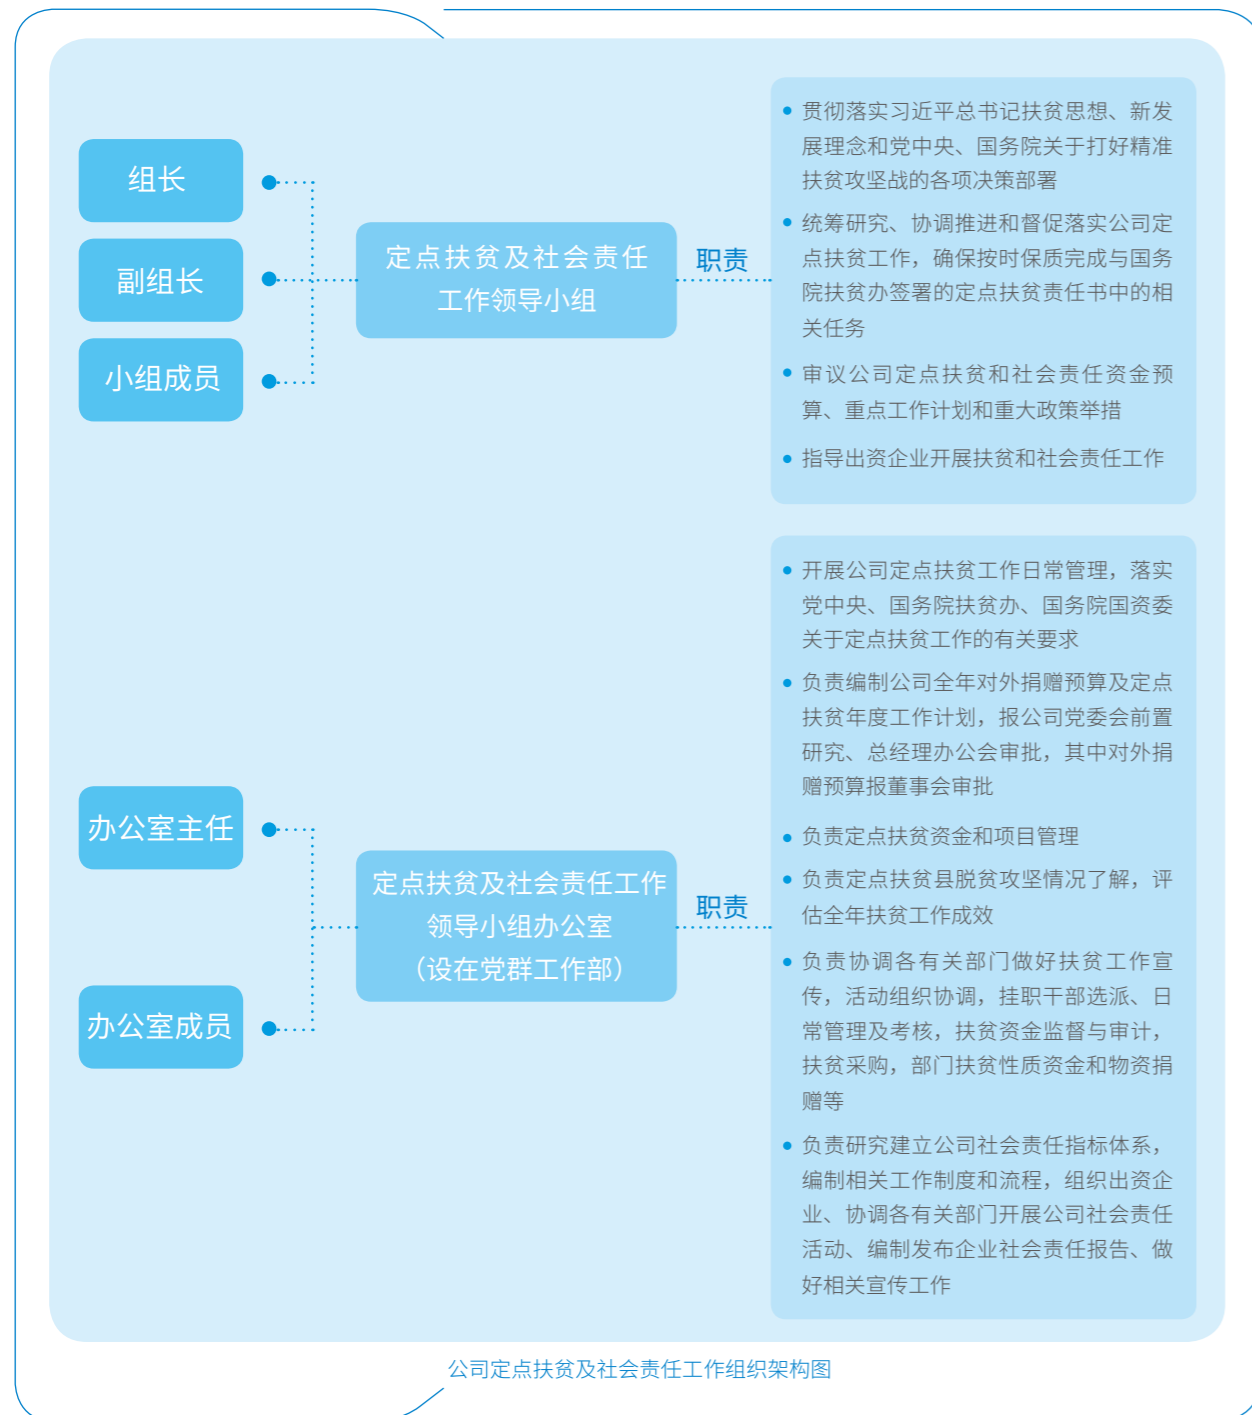 组长
副组长
小组成员
定点扶贫及社会责任
工作领导小组
职责
贯彻落实习近平总书记扶贫思想、新发
展理念和党中央、国务院关于打好精准
扶贫攻坚战的各项决策部署
统筹研究、协调推进和督促落实公司定
点扶贫工作，确保按时保质完成与国务
院扶贫办签署的定点扶贫责任书中的相
关任务
审议公司定点扶贫和社会责任资金预
算、重点工作计划和重大政策举措
指导出资企业开展扶贫和社会责任工作
办公室主任
办公室成员
定点扶贫及社会责任工作
领导小组办公室
（设在党群工作部）
职责
开展公司定点扶贫工作日常管理，落实
党中央、国务院扶贫办、国务院国资委
关于定点扶贫工作的有关要求
负责编制公司全年对外捐赠预算及定点
扶贫年度工作计划，报公司党委会前置
研究、总经理办公会审批，其中对外捐
赠预算报董事会审批
负责定点扶贫资金和项目管理
负责定点扶贫县脱贫攻坚情况了解，评
估全年扶贫工作成效
负责协调各有关部门做好扶贫工作宣
传，活动组织协调，挂职干部选派、日
常管理及考核，扶贫资金监督与审计，
扶贫采购，部门扶贫性质资金和物资捐
赠等
负责研究建立公司社会责任指标体系，
编制相关工作制度和流程，组织出资企
业、协调各有关部门开展公司社会责任
活动、编制发布企业社会责任报告、做
好相关宣传工作
公司定点扶贫及社会责任工作组织架构图